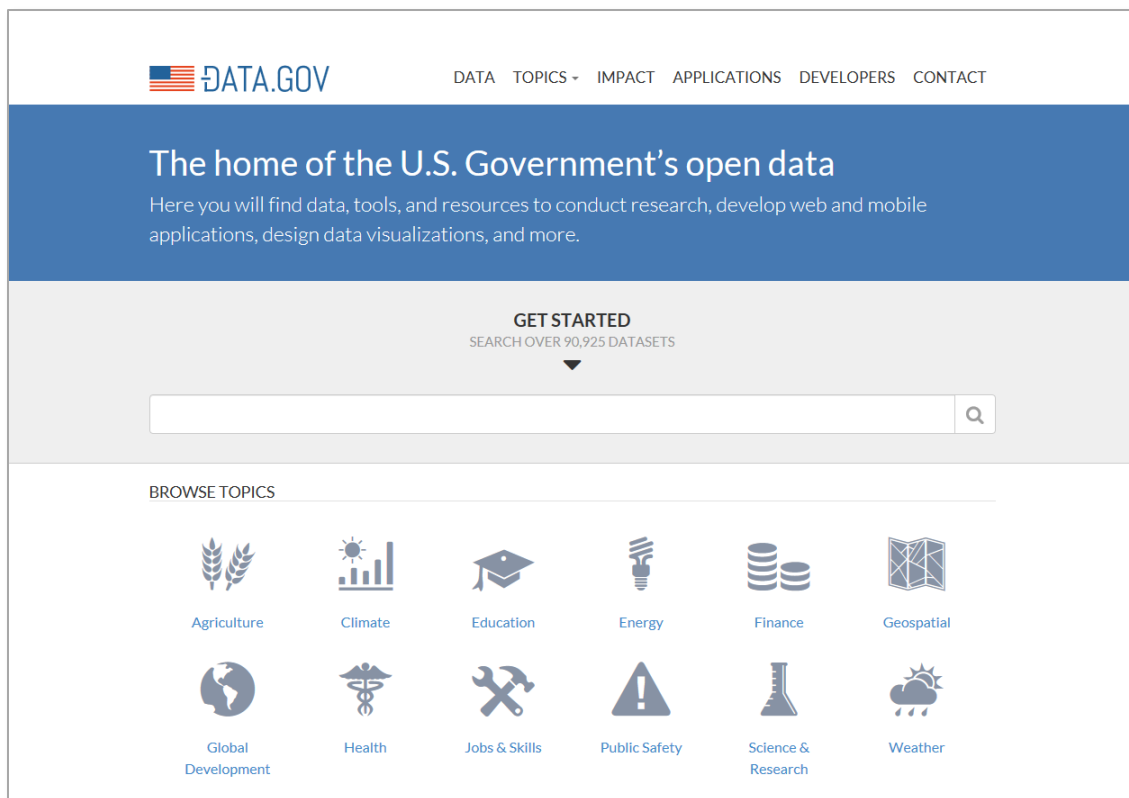 DATA.GOV
DATA TOPICS IMPACT APPLICATIONS DEVELOPERS CONTACT
The home of the U.S. Government's open data
Here you will find data, tools, and resources to conduct research, develop web and mobile
applications, design data visualizations, and more.
GET STARTED
SEARCH OVER 90,925 DATASETS
BROWSE TOPICS
Agriculture Climate Education Energy Finance Geospatial
Global Health Jobs & Skills Public Safety Science & Weather
Development Research